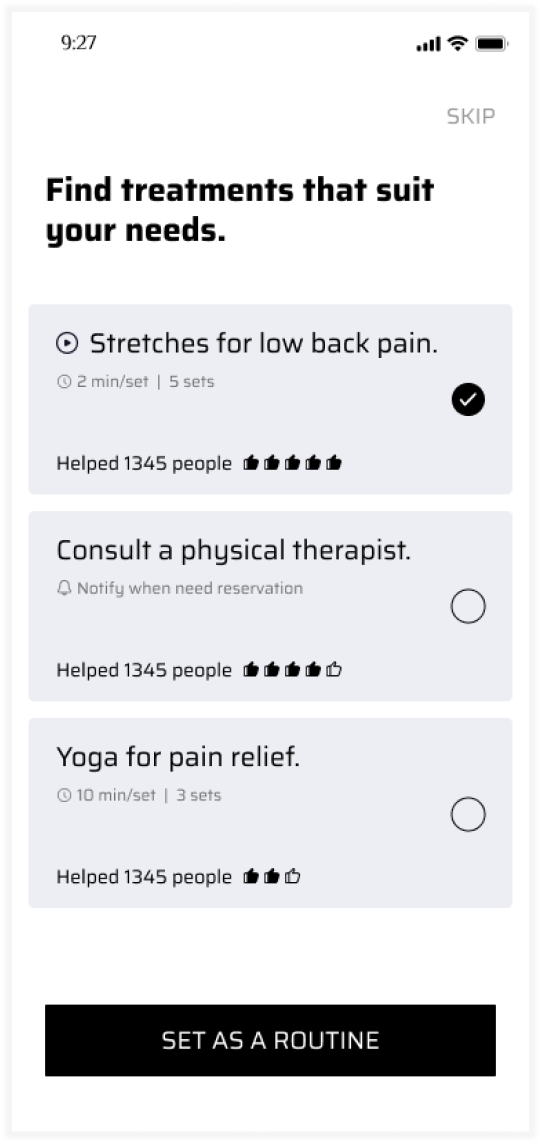 9:27
SKIP
Find treatments that suit
your needs.
Stretches for low back pain.
2 min/set | 5 sets
Helped 1345 people
Consult a physical therapist.
Notify when need reservation
Helped 1345 people
Yoga for pain relief.
10 min/set | 3 sets
Helped 1345 people
SET AS A ROUTINE